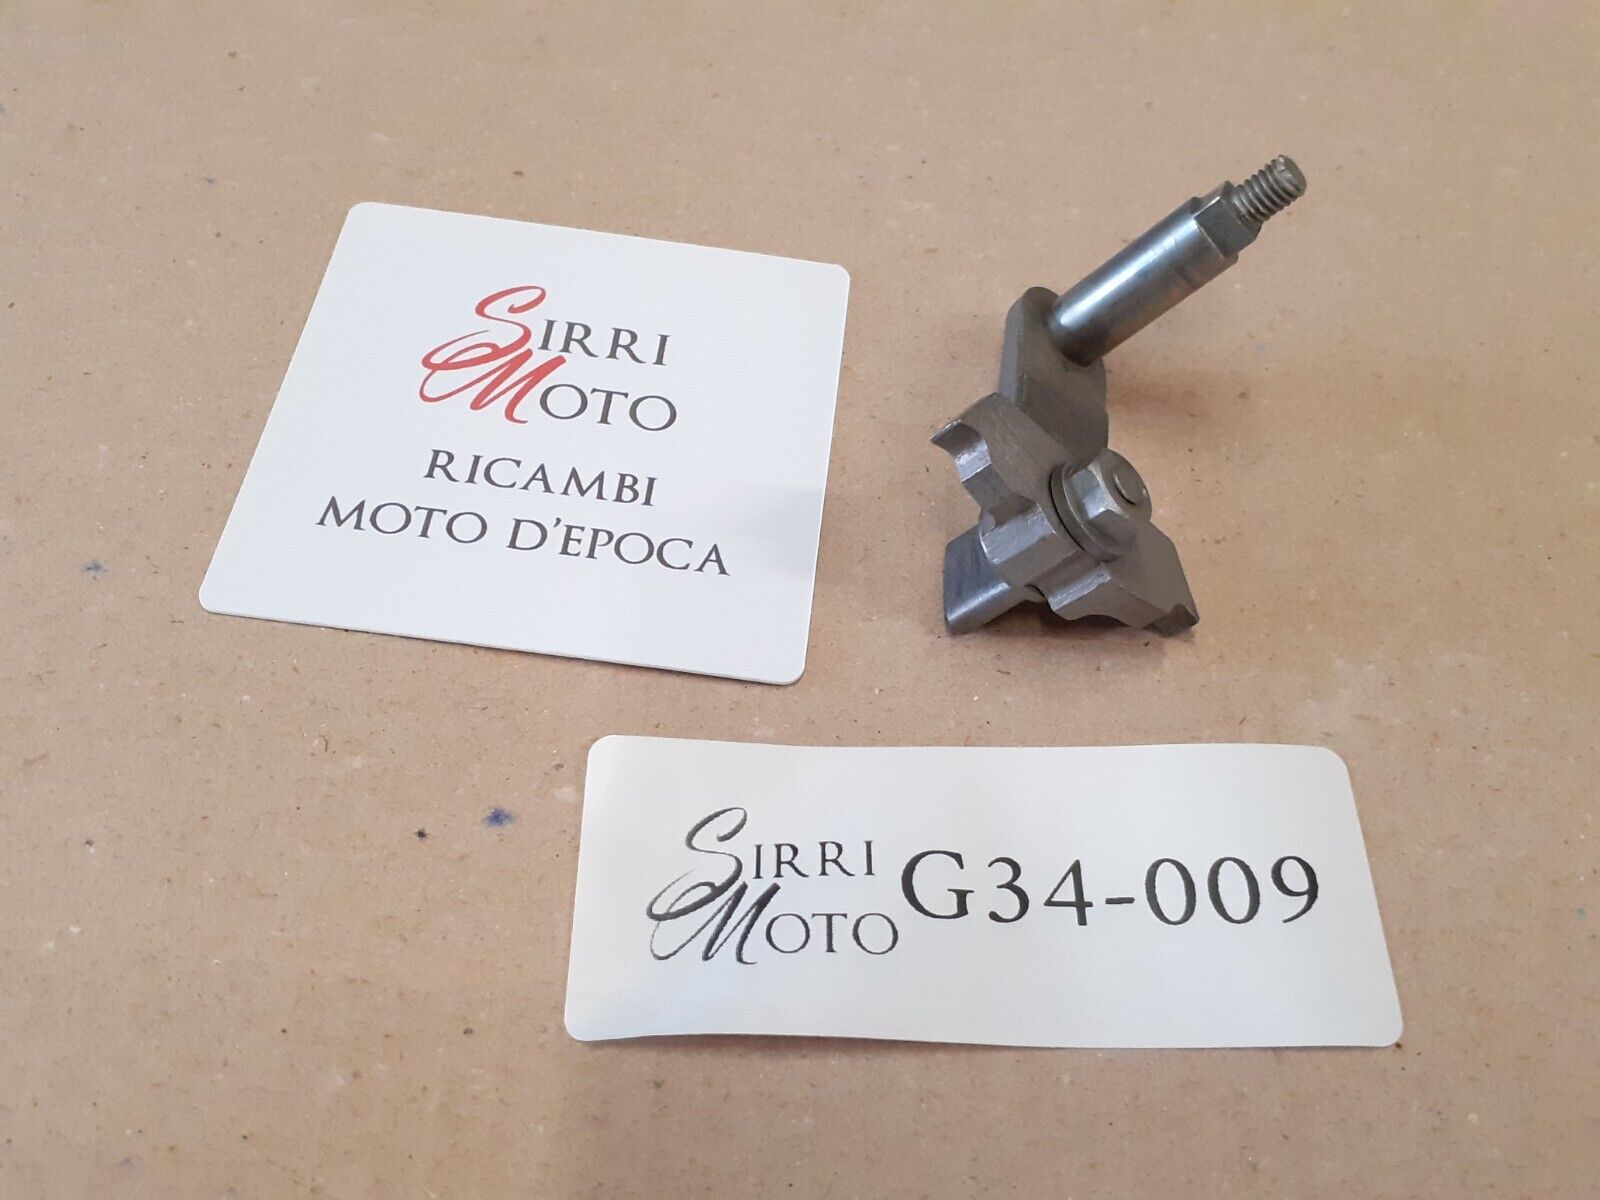 SIRRI
MOTO
RICAMBI
MOTO D'EPOCA
SIRRI
MOTO
G34-009